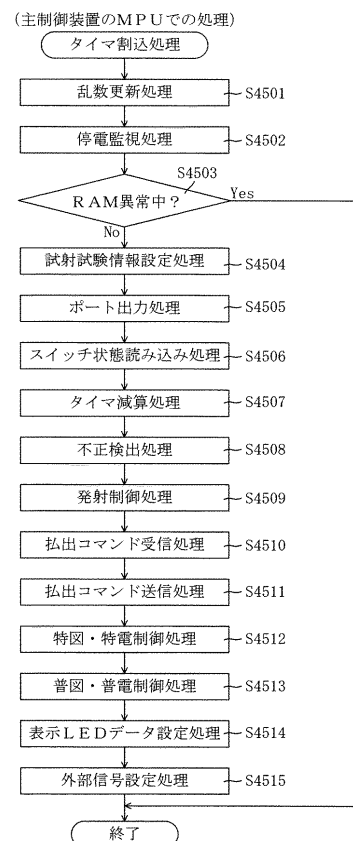 (主制御装置のMPUでの処理)
タイマ割込処理
乱数更新処理 S4501
停電監視処理 S4502
S4503
RAM異常中？ Yes
No
試射試験情報設定処理 S4504
ポート出力処理 S4505
スイッチ状態読み込み処理 S4506
タイマ減算処理 S4507
不正検出処理 S4508
発射制御処理 S4509
払出コマンド受信処理 S4510
払出コマンド送信処理 S4511
特図・特電制御処理 S4512
普図・普電制御処理 S4513
表示LEDデータ設定処理 S4514
外部信号設定処理 S4515
終了